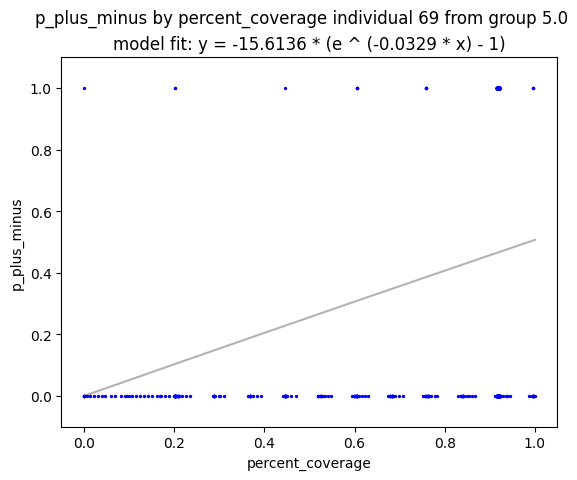 p_plus_minus by percent_coverage individual 69 from group 5.0
model fit: y = -15.6136 * (e ^ (-0.0329 * x) - 1)
1.0
0.8
0.6
0.4
0.2
0.0
p_plus_minus
0.0 0.2 0.4 0.6 0.8 1.0
percent_coverage